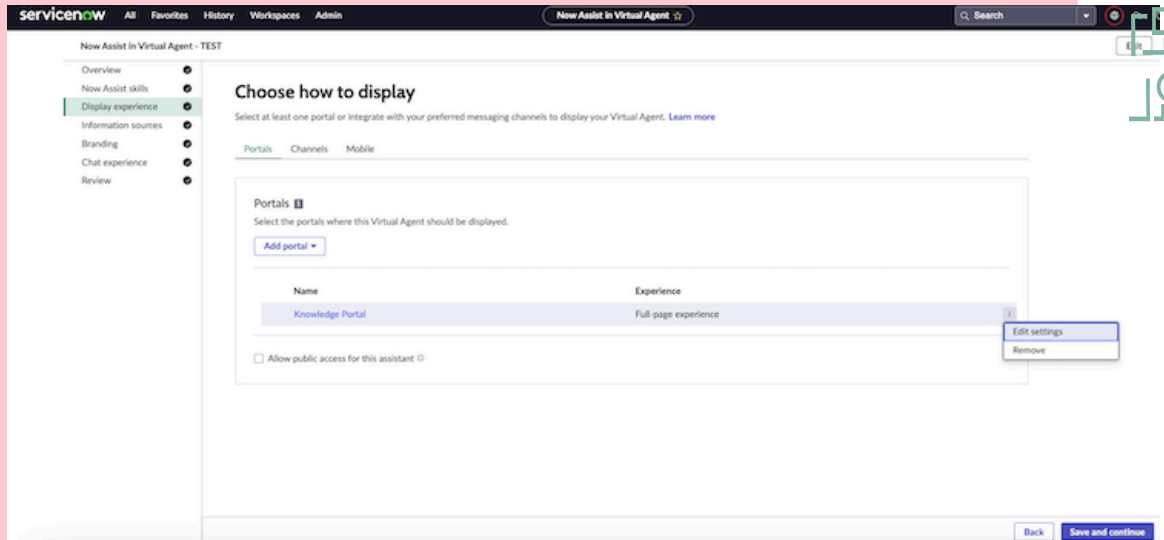 servicenow All Favorites History Workspaces Admin Now Assist in Virtual Agent Search
Now Assist in Virtual Agent - TEST
Overview
Now Assist skills
Display experience
Information sources
Branding
Chat experience
Review
Choose how to display
Select at least one portal or integrate with your preferred messaging channels to display your Virtual Agent. Learn more
Portals Channels Mobile
Portals
Select the portals where this Virtual Agent should be displayed.
Add portal
Name Experience
Knowledge Portal Full-page experience
Edit settings
Remove
Allow public access for this assistant
Back Save and continue